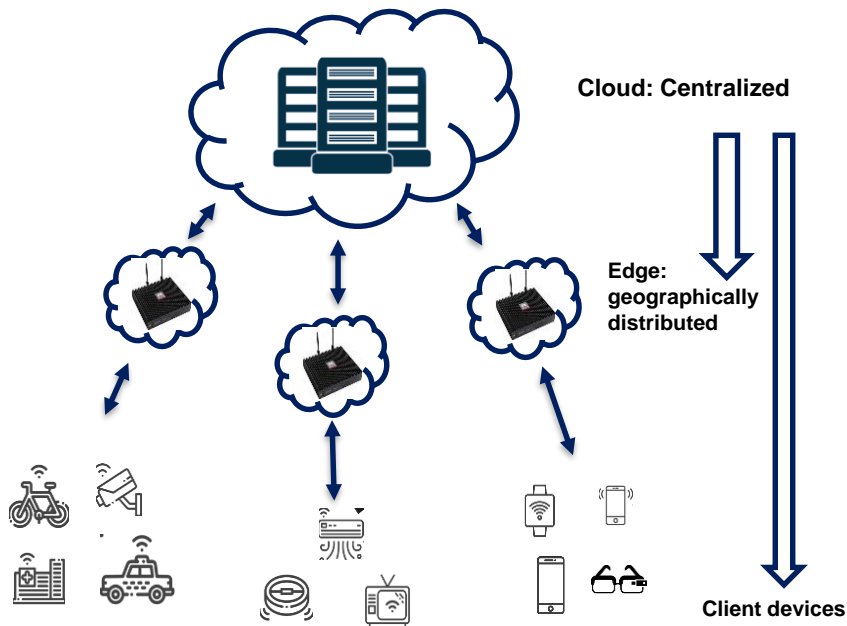 Cloud: Centralized
Edge:
geographically
distributed
Client devices